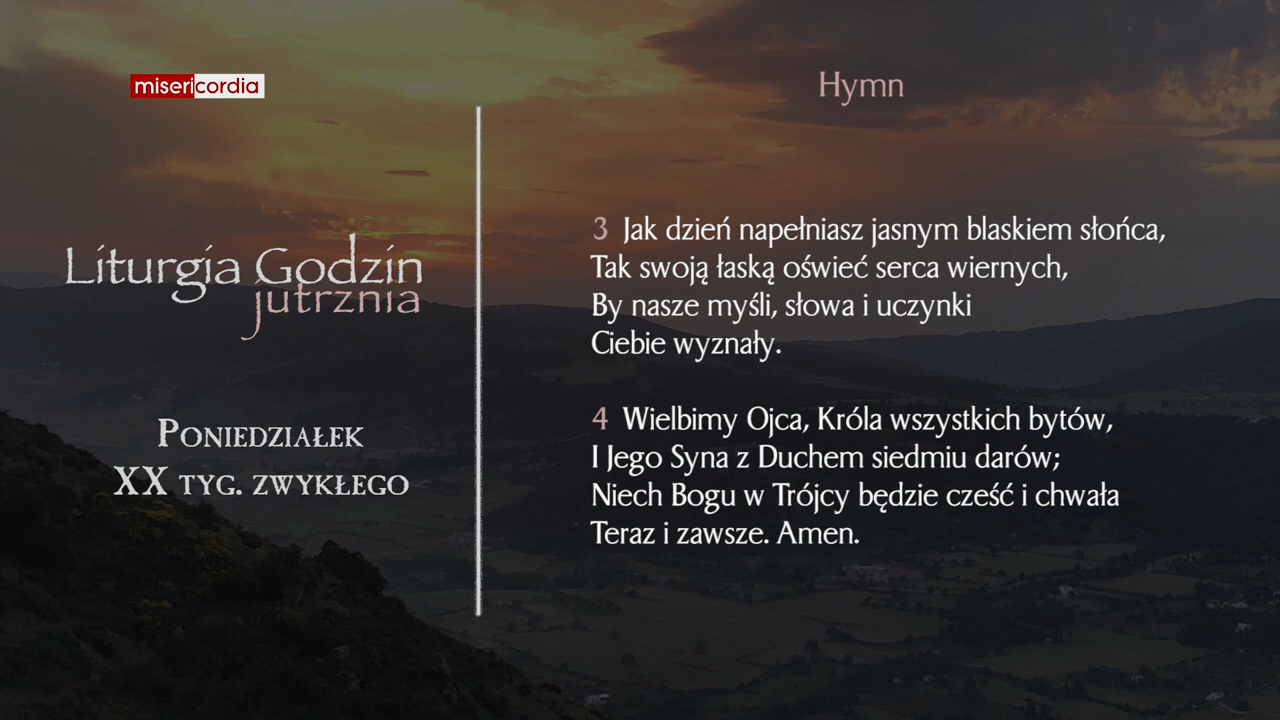 misericordia
Hymn
Liturgia Godzin
jutrznia
Poniedziałek
XX tyg. zwykłego
3 Jak dzień napełniasz jasnym blaskiem słońca,
Tak swoją łaską oświeć serca wiernych,
By nasze myśli, słowa i uczynki
Ciebie wyznały.
4 Wielbimy Ojca, Króla wszystkich bytów,
I Jego Syna z Duchem siedmiu darów;
Niech Bogu w Trójcy będzie cześć i chwała
Teraz i zawsze. Amen.